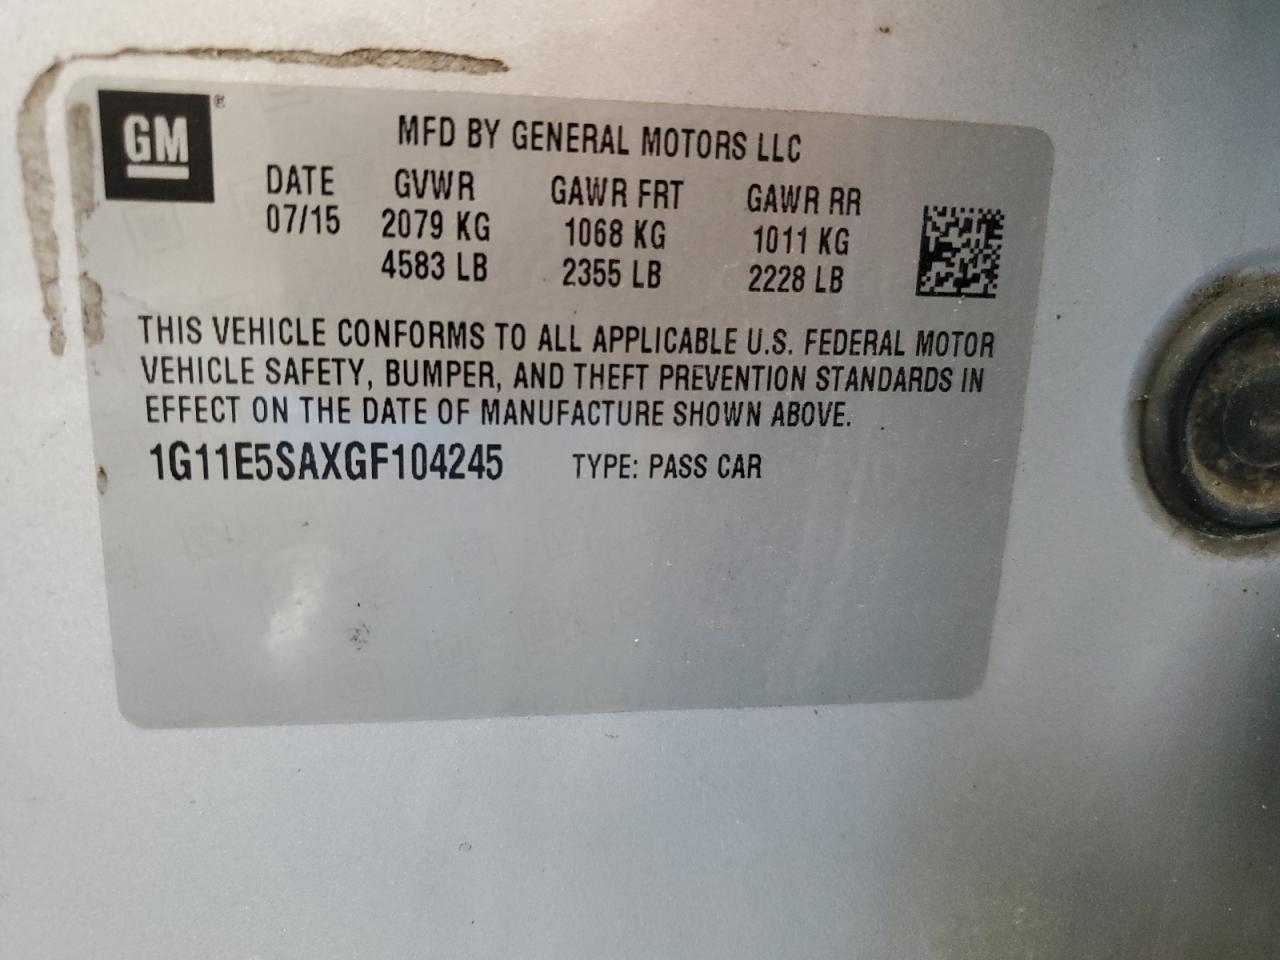 GM®
MFD BY GENERAL MOTORS LLC
DATE GVWR GAWR FRT GAWR RR
07/15 2079 KG 1068 KG 1011 KG
4583 LB 2355 LB 2228 LB
THIS VEHICLE CONFORMS TO ALL APPLICABLE U.S. FEDERAL MOTOR
VEHICLE SAFETY, BUMPER, AND THEFT PREVENTION STANDARDS IN
EFFECT ON THE DATE OF MANUFACTURE SHOWN ABOVE.
1G11E5SAXGF104245 TYPE: PASS CAR